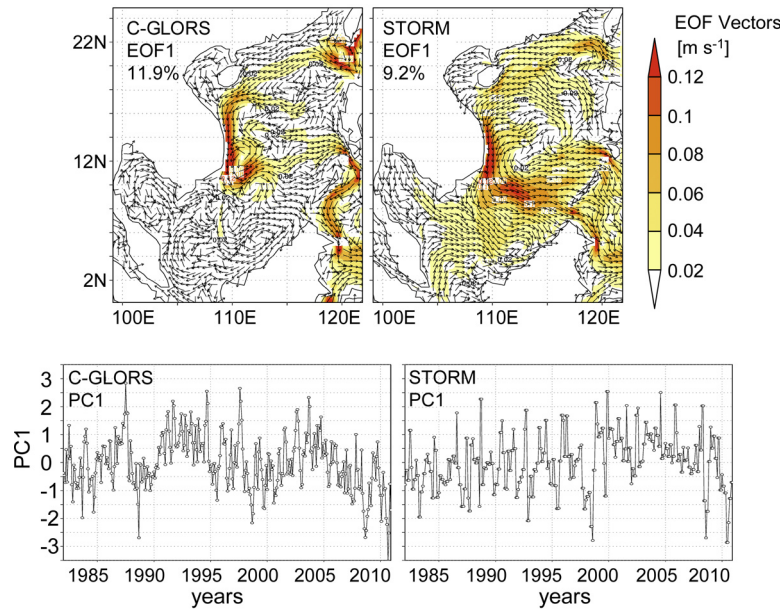 C-GLORS
EOF1
11.9%
STORM
EOF1
9.2%
EOF Vectors
[m s-1]
22N
12N
2N
100E 110E 120E
100E 110E 120E
0.12
0.1
0.08
0.06
0.04
0.02
C-GLORS
PC1
STORM
PC1
PC1
3
2
1
0
-1
-2
-3
1985 1990 1995 2000 2005 2010
1985 1990 1995 2000 2005 2010
years
years